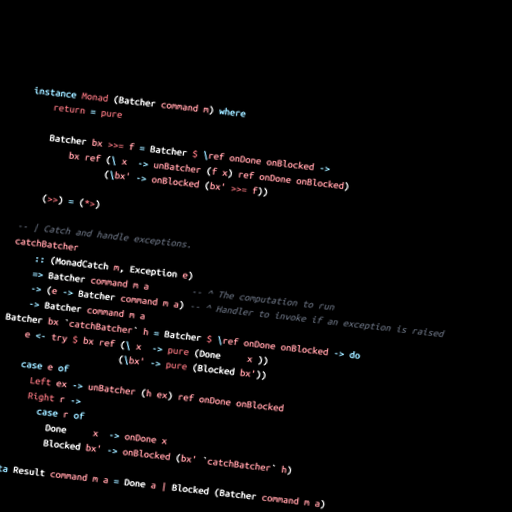 instance Monad (Batcher command m) where
    return = pure

    Batcher bx >>= f = Batcher $ \ref onDone onBlocked ->
        bx ref (\ x  -> unBatcher (f x) ref onDone onBlocked)
               (\bx' -> onBlocked (bx' >>= f))

    (>>) = (*>)

-- | Catch and handle exceptions.
catchBatcher
    :: (MonadCatch m, Exception e)
    => Batcher command m a        -- ^ The computation to run
    -> (e -> Batcher command m a) -- ^ Handler to invoke if an exception is raised
    -> Batcher command m a
Batcher bx `catchBatcher` h = Batcher $ \ref onDone onBlocked -> do
    e <- try $ bx ref (\ x  -> pure (Done     x ))
                      (\bx' -> pure (Blocked bx'))
    case e of
      Left ex -> unBatcher (h ex) ref onDone onBlocked
      Right r ->
        case r of
          Done     x  -> onDone x
          Blocked bx' -> onBlocked (bx' `catchBatcher` h)

ta Result command m a = Done a | Blocked (Batcher command m a)